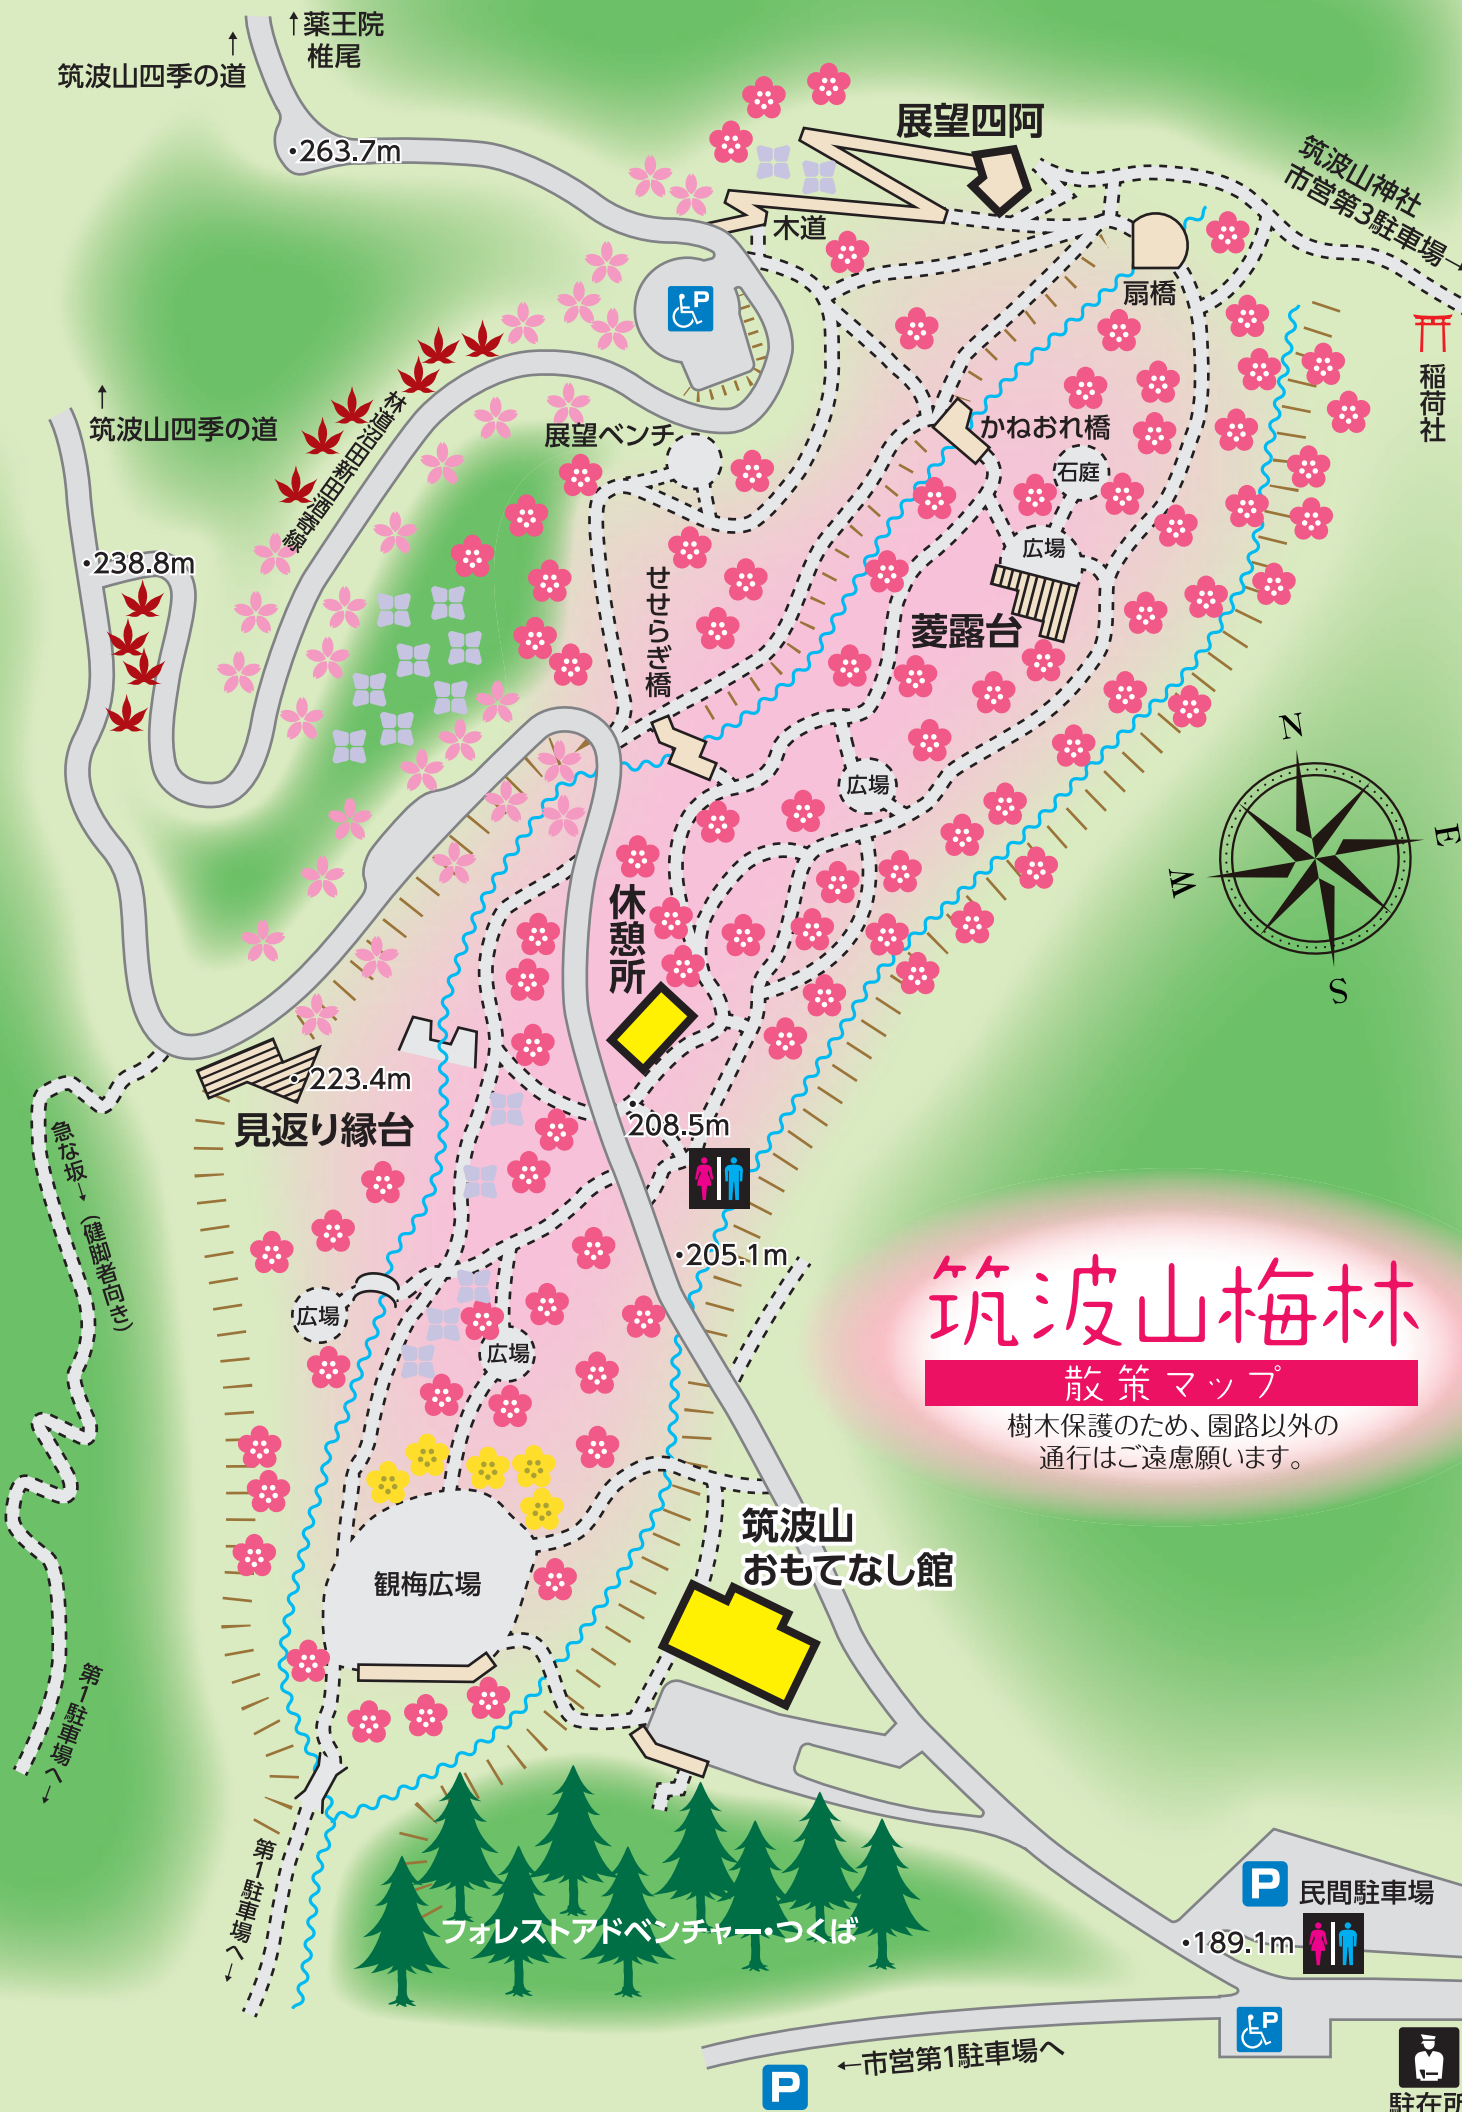 ↑薬王院
椎尾
↑
筑波山四季の道
・263.7m
展望四阿
筑波山神社
市営第3駐車場→
木道
扇橋
P
稲荷社
↑
筑波山四季の道
林道沼田新田酒寄線
展望ベンチ
かねおれ橋
石庭
広場
・238.8m
せせらぎ橋
菱露台
N
E
W
S
広場
休憩所
・223.4m
見返り縁台
・208.5m
急な坂→(健脚者向き)
・205.1m
広場
広場
筑波山梅林
散策マップ
樹木保護のため、園路以外の
通行はご遠慮願います。
観梅広場
筑波山
おもてなし館
第1駐車場へ→
第1駐車場へ→
フォレストアドベンチャー・つくば
P
民間駐車場
・189.1m
P
←市営第1駐車場へ
P
駐在所